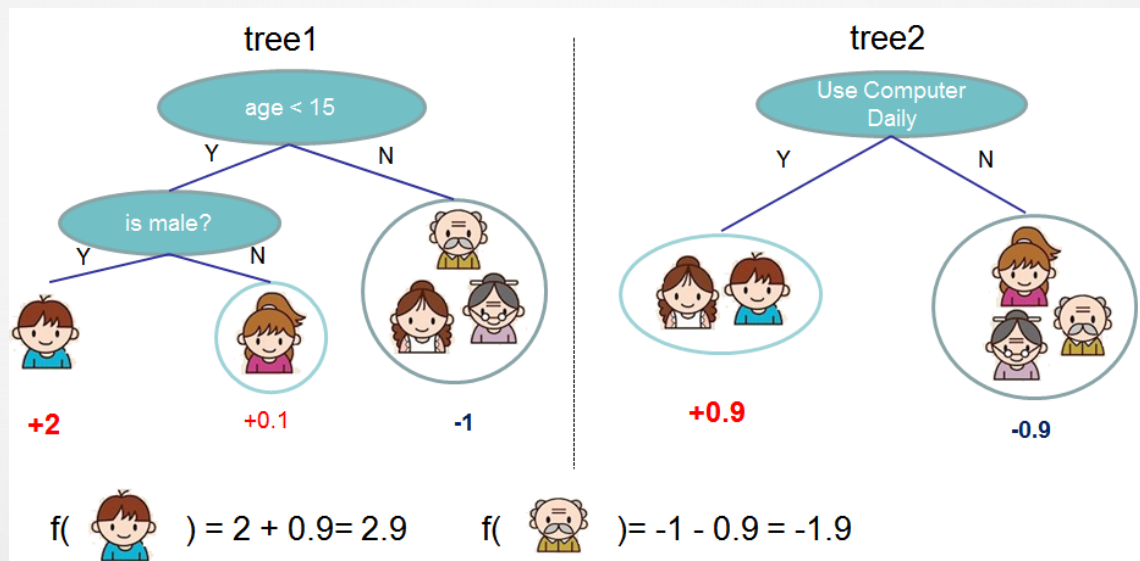 tree1
tree2
age < 15
Use Computer
Daily
Y
N
Y
N
is male?
Y
N
+2
+0.1
-1
+0.9
-0.9
f( ) = 2 + 0.9= 2.9
f( )= -1 - 0.9 = -1.9